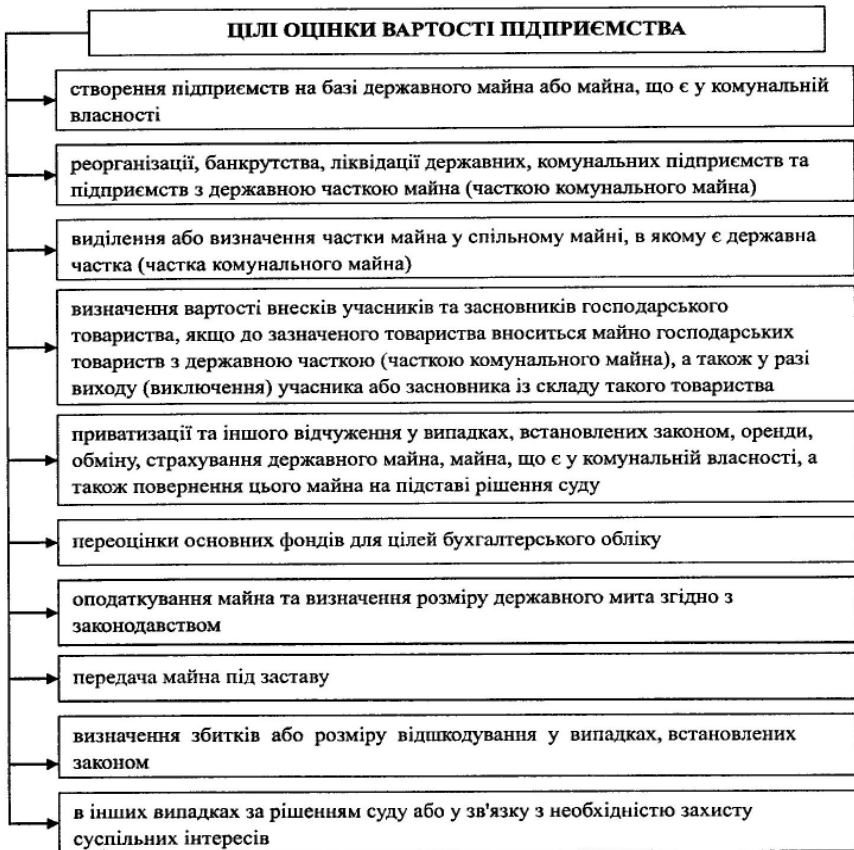 ЦІЛІ ОЦІНКИ ВАРТОСТІ ПІДПРИЄМСТВА
створення підприємств на базі державного майна або майна, що є у комунальній
власності
реорганізації, банкрутства, ліквідації державних, комунальних підприємств та
підприємств з державною часткою майна (часткою комунального майна)
виділення або визначення частки майна у спільному майні, в якому є державна
частка (частка комунального майна)
визначення вартості внесків учасників та засновників господарського
товариства, якщо до зазначеного товариства вноситься майно господарських
товариств з державною часткою (часткою комунального майна), а також у разі
виходу (виключення) учасника або засновника із складу такого товариства
приватизації та іншого відчуження у випадках, встановлених законом, оренди,
обміну, страхування державного майна, майна, що є у комунальній власності, а
також повернення цього майна на підставі рішення суду
переоцінки основних фондів для цілей бухгалтерського обліку
оподаткування майна та визначення розміру державного мита згідно з
законодавством
передача майна під заставу
визначення збитків або розміру відшкодування у випадках, встановлених
законом
в інших випадках за рішенням суду або у зв'язку з необхідністю захисту
суспільних інтересів